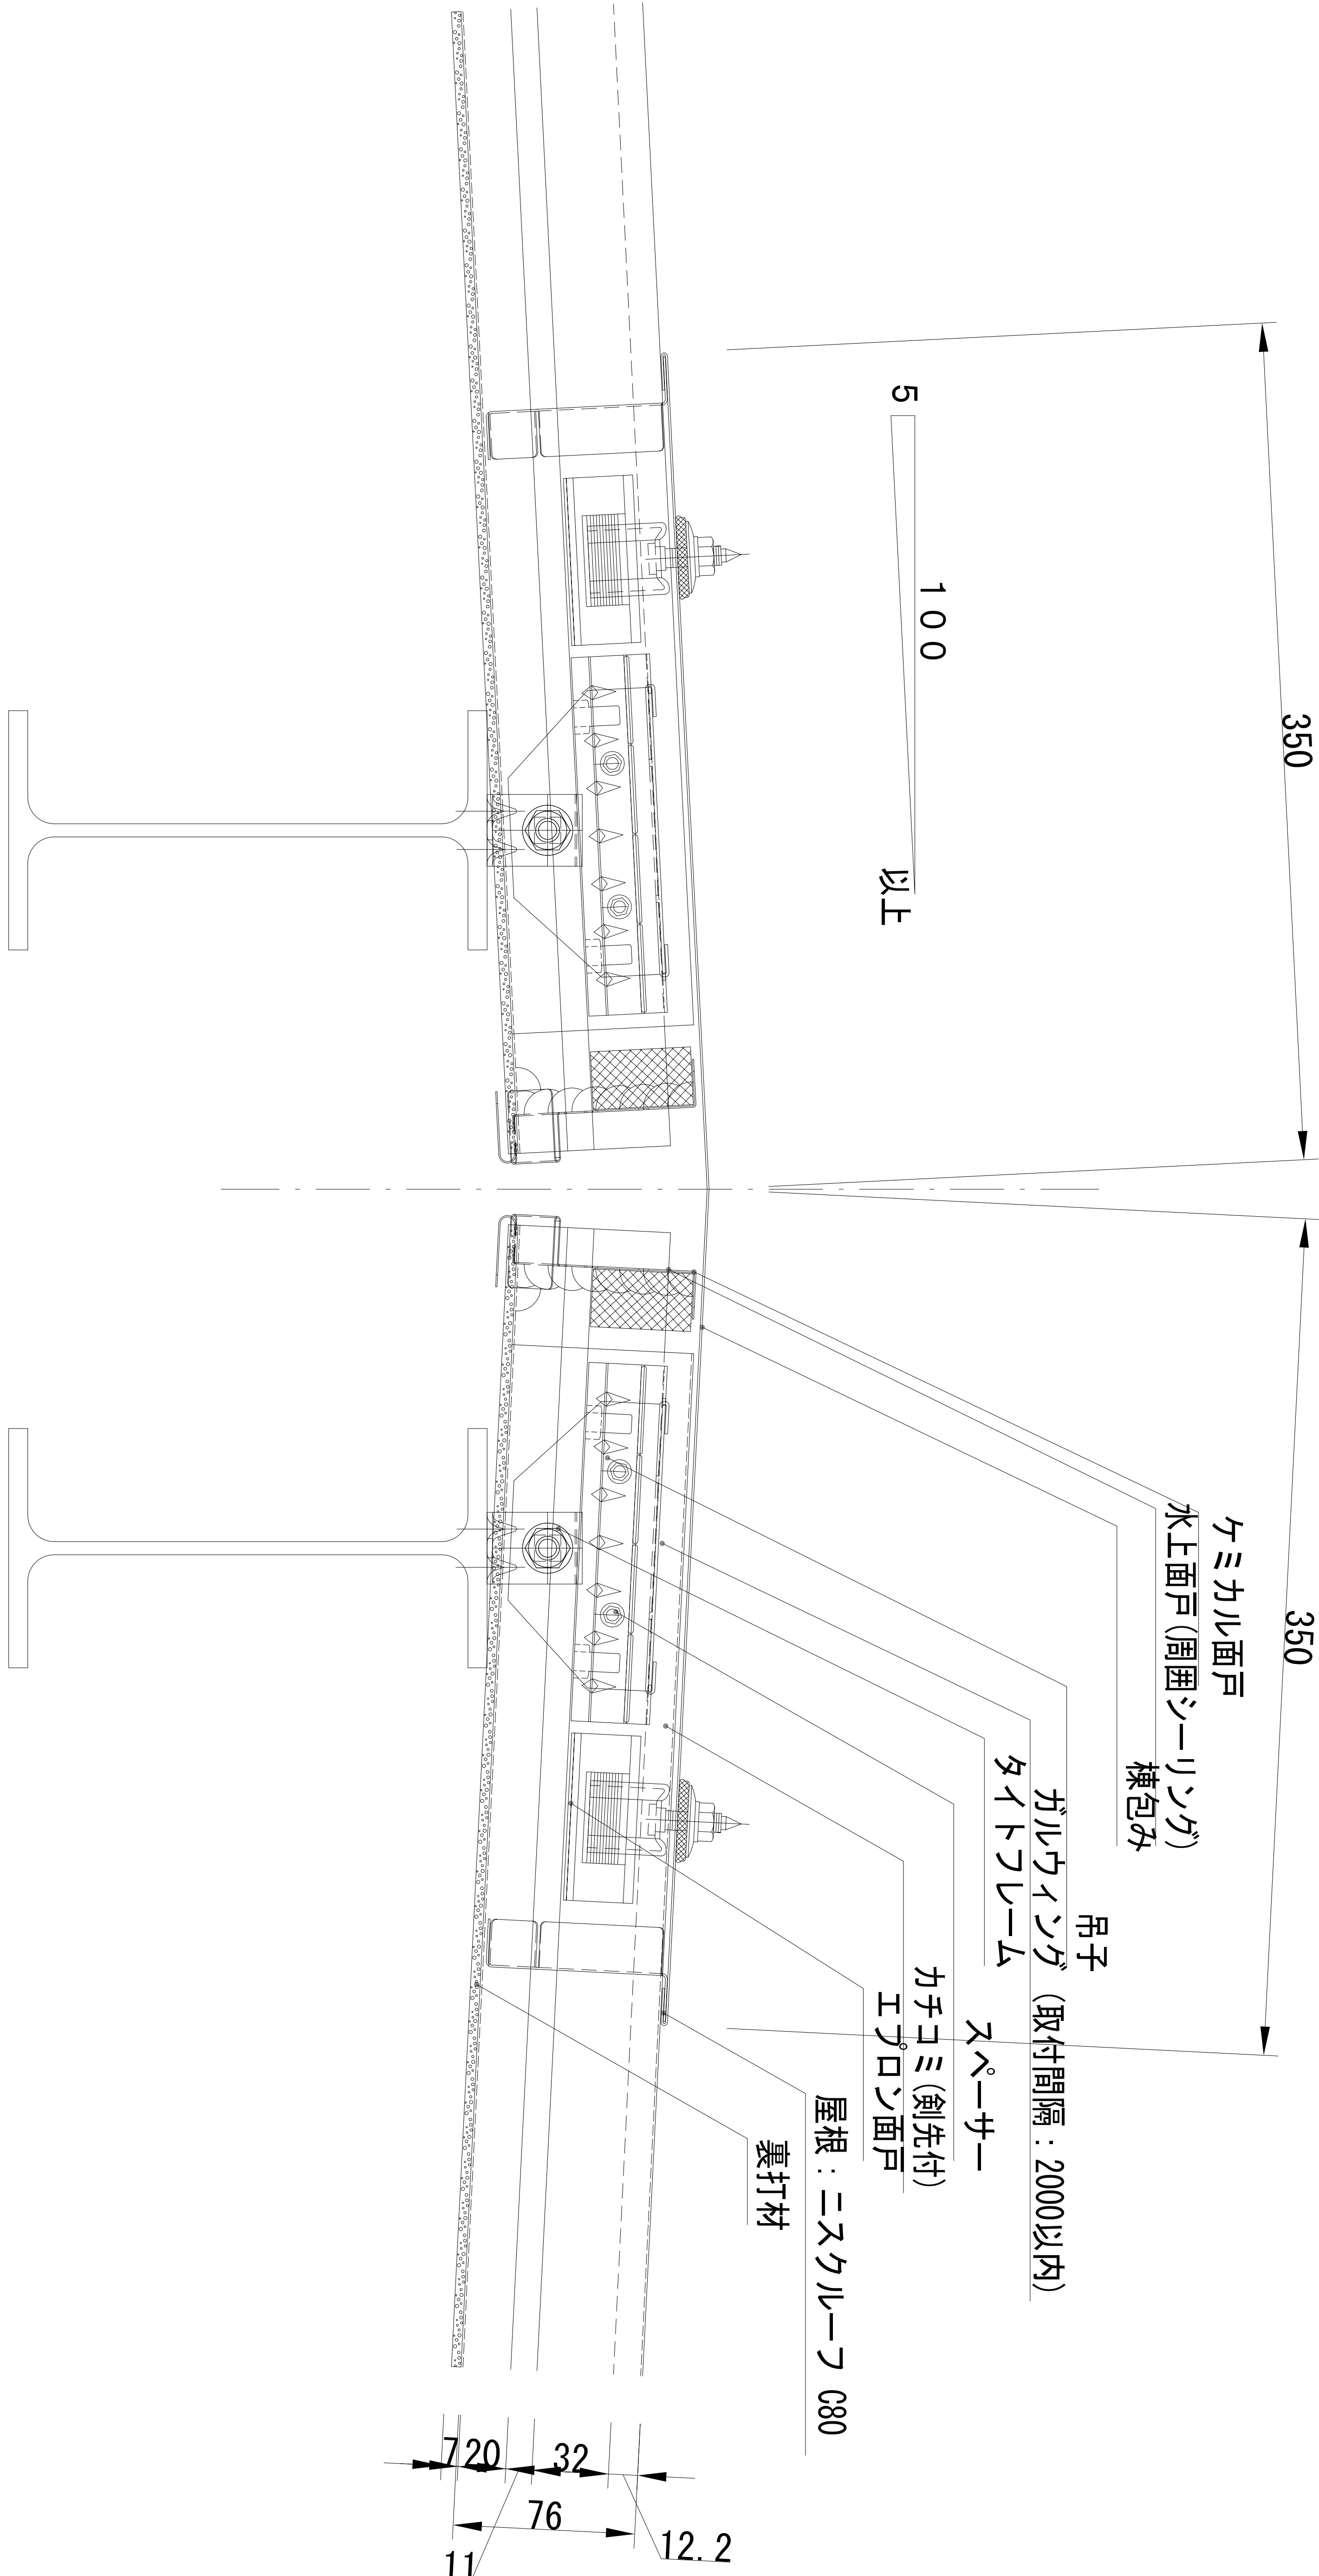 350
350
5
100
以上
ケミカル面戸
水上面戸(周囲シーリング)
棟包み
吊子
ガルウィング (取付間隔:2000以内)
タイトフレーム
スペーサー
カチコミ(剣先付)
エプロン面戸
屋根:ニスクルーフ C80
裏打材
12.2
32
20
7
76
11